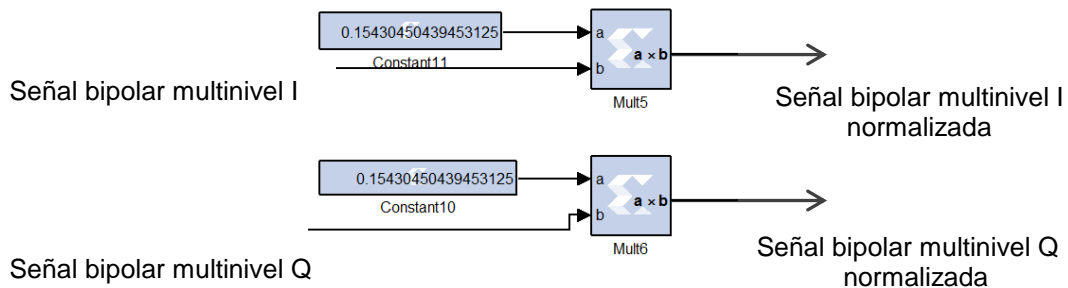 0.15430450439453125
a
a × b
Constant11
b
Señal bipolar multinivel I
Mult5
Señal bipolar multinivel I
normalizada
0.15430450439453125
a
a × b
Constant10
b
Mult6
Señal bipolar multinivel Q
Señal bipolar multinivel Q
normalizada